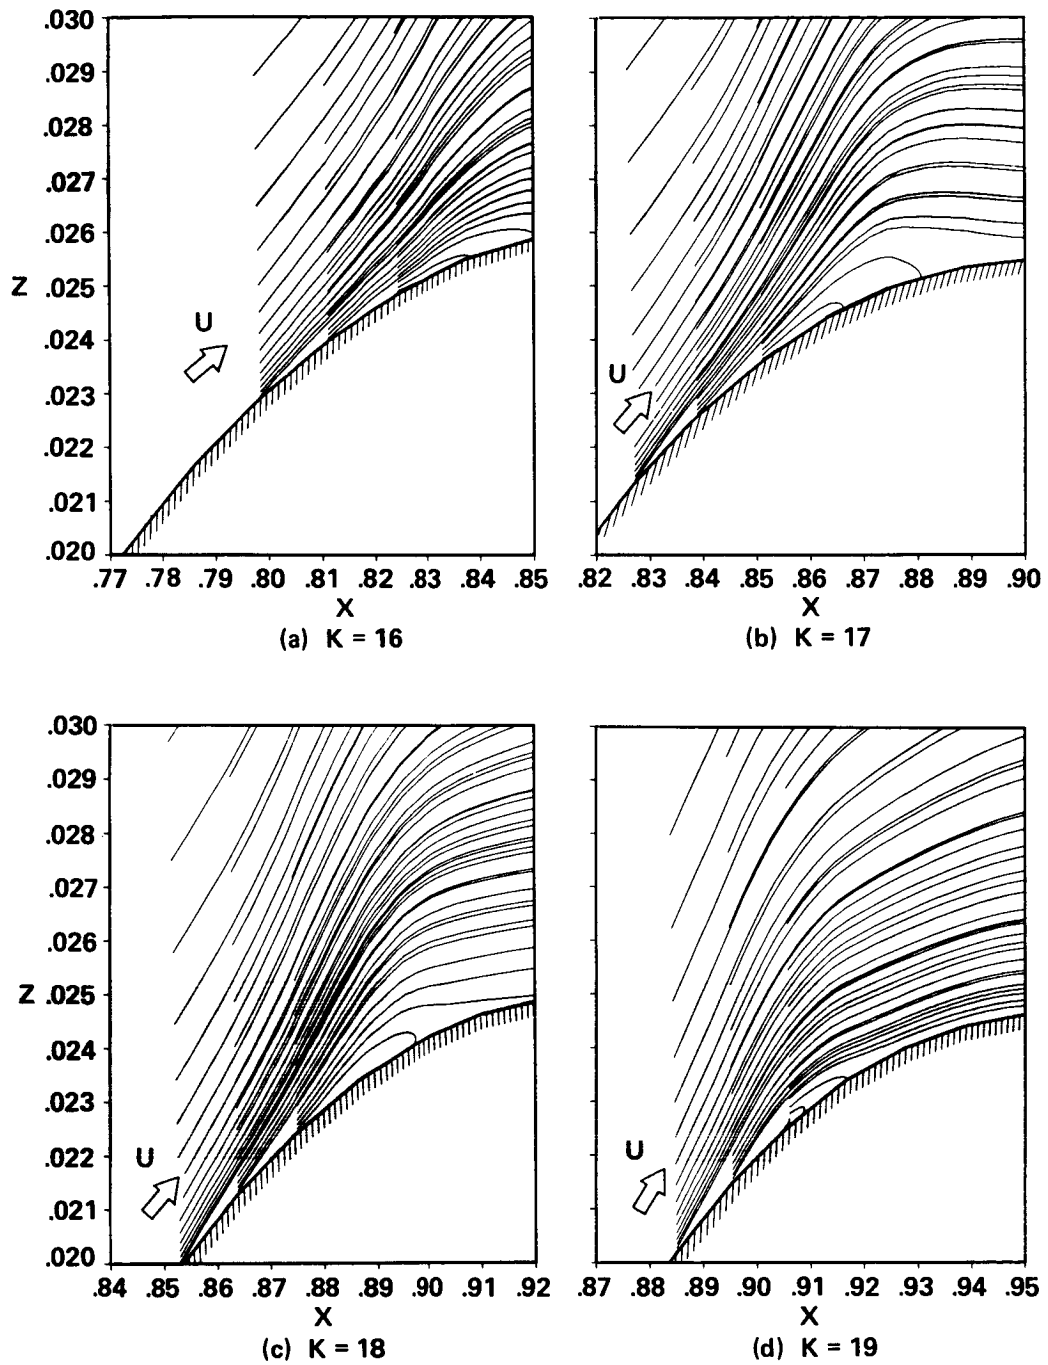 .030
.029
.028
.027
.026
Z .025
.024
.023
.022
.021
.020
U
.77 .78 .79 .80 .81 .82 .83 .84 .85
X
(a) K = 16
U
.82 .83 .84 .85 .86 .87 .88 .89 .90
X
(b) K = 17
.030
.029
.028
.027
.026
Z .025
.024
.023
.022
.021
.020
U
.84 .85 .86 .87 .88 .89 .90 .91 .92
X
(c) K = 18
U
.87 .88 .89 .90 .91 .92 .93 .94 .95
X
(d) K = 19